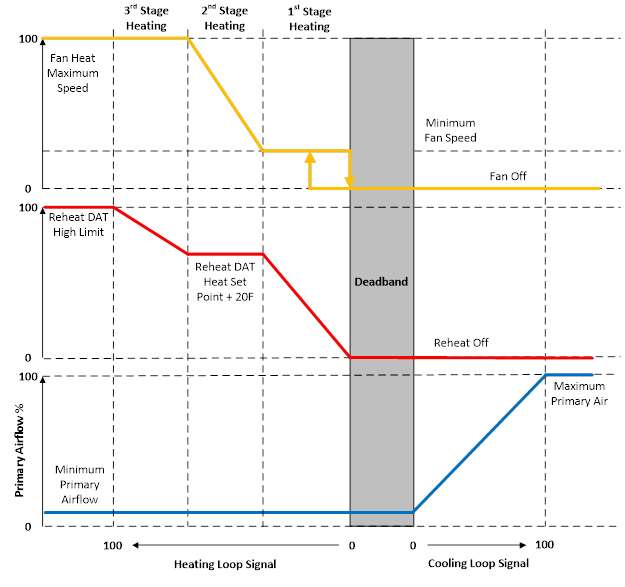 3rd Stage
Heating
2nd Stage
Heating
1st Stage
Heating
100
Fan Heat
Maximum
Speed
Minimum
Fan Speed
Fan Off
0
100
Reheat DAT
High Limit
Reheat DAT
Heat Set
Point + 20F
Deadband
Reheat Off
0
100
Maximum
Primary Air
Primary Airflow %
Minimum
Primary
Airflow
0
100
0
0
100
Heating Loop Signal
Cooling Loop Signal